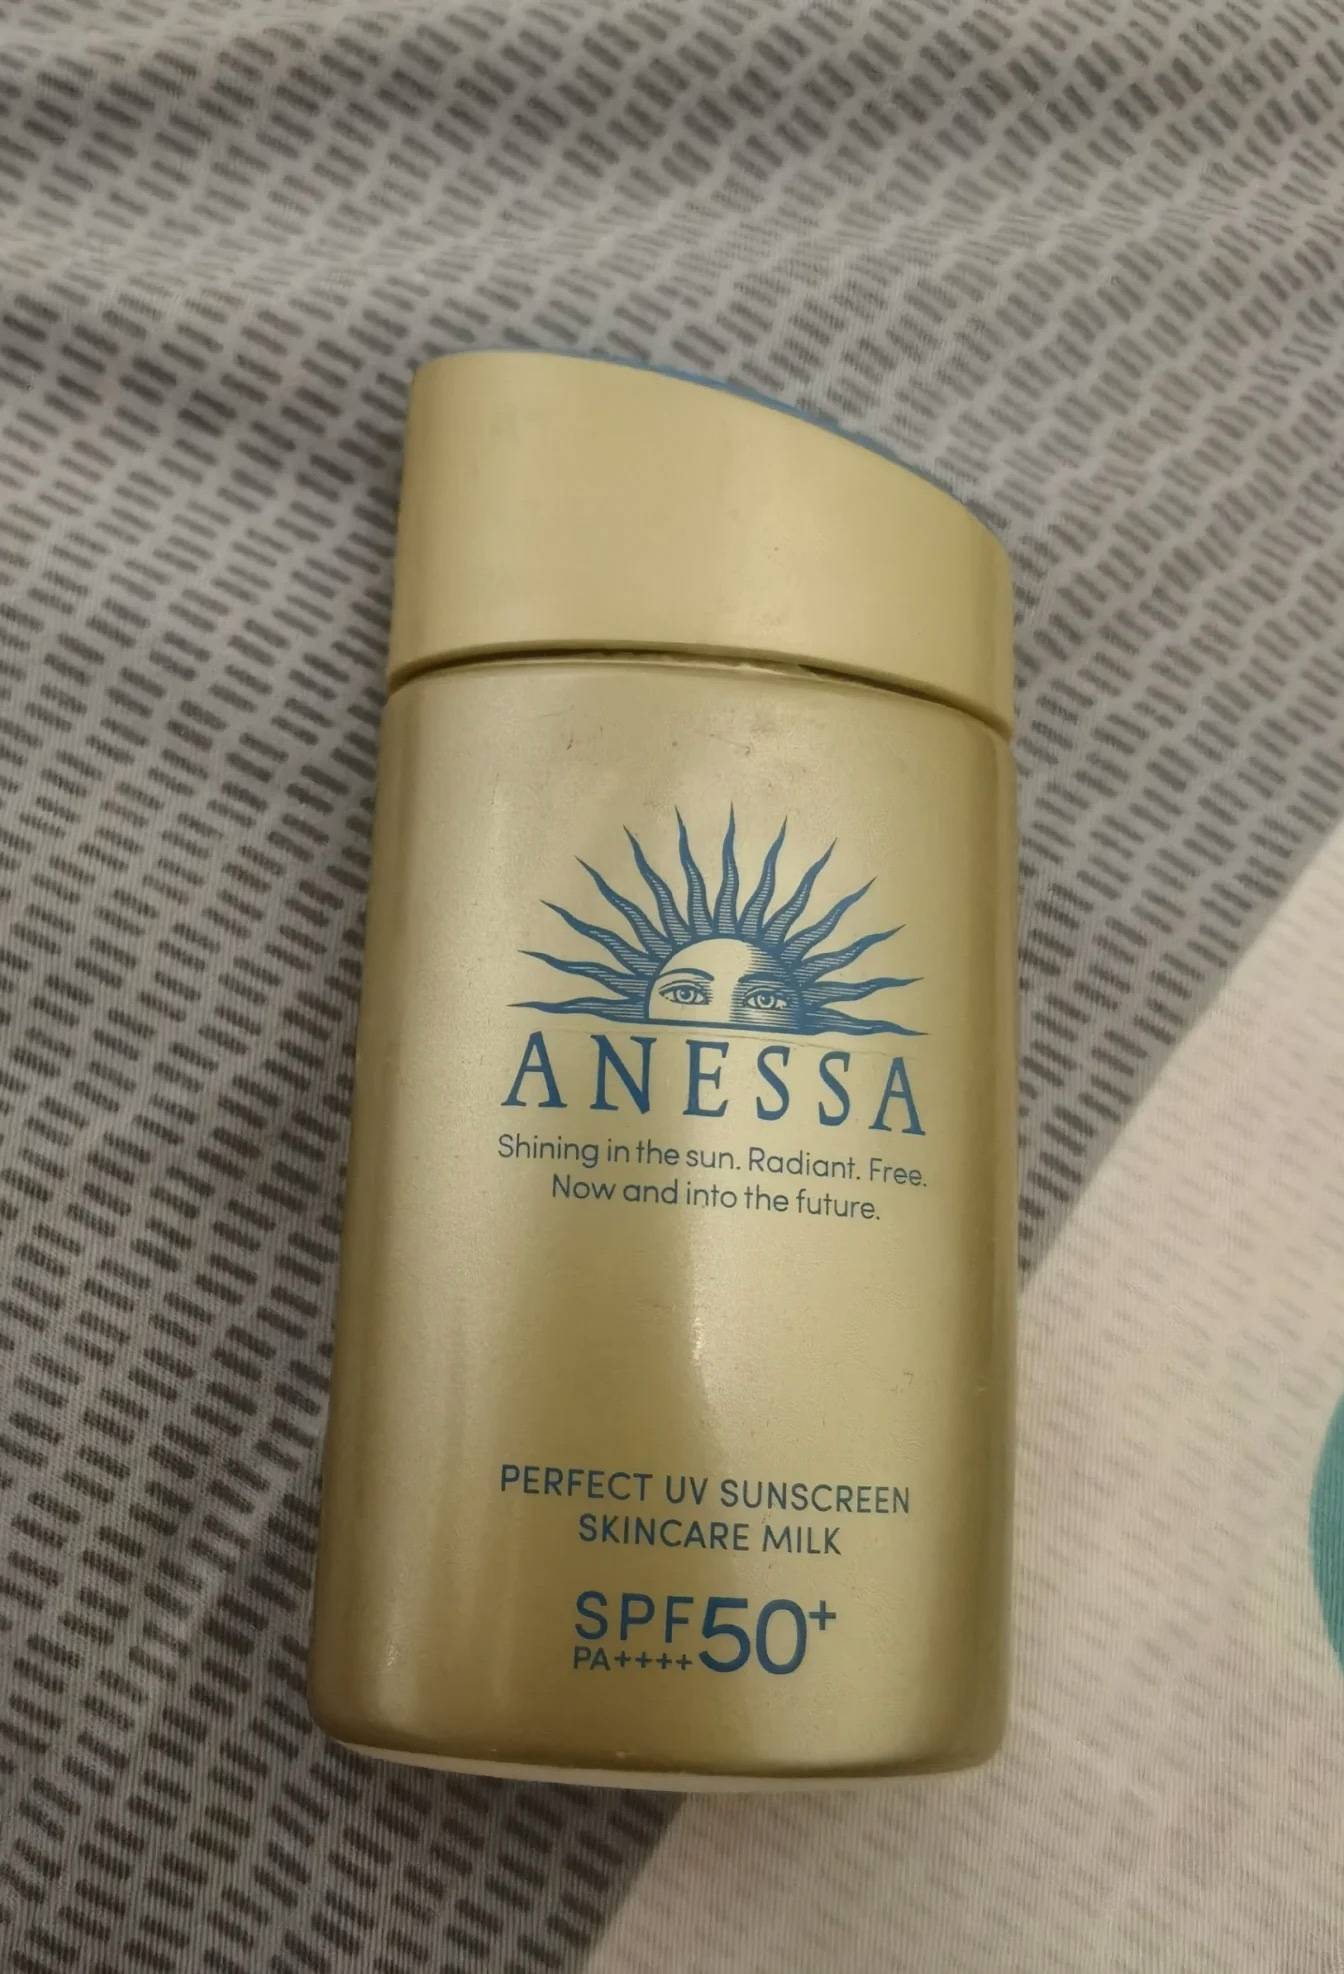 ANESSA
Shining in the sun. Radiant. Free.
Now and into the future.
PERFECT UV SUNSCREEN
SKINCARE MILK
SPF50+
PA++++